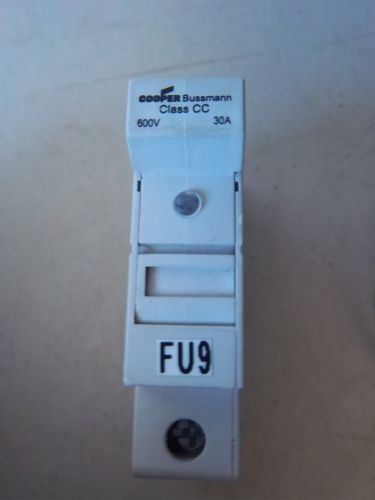 COOPER Bussmann
Class CC
600V 30A
FU9